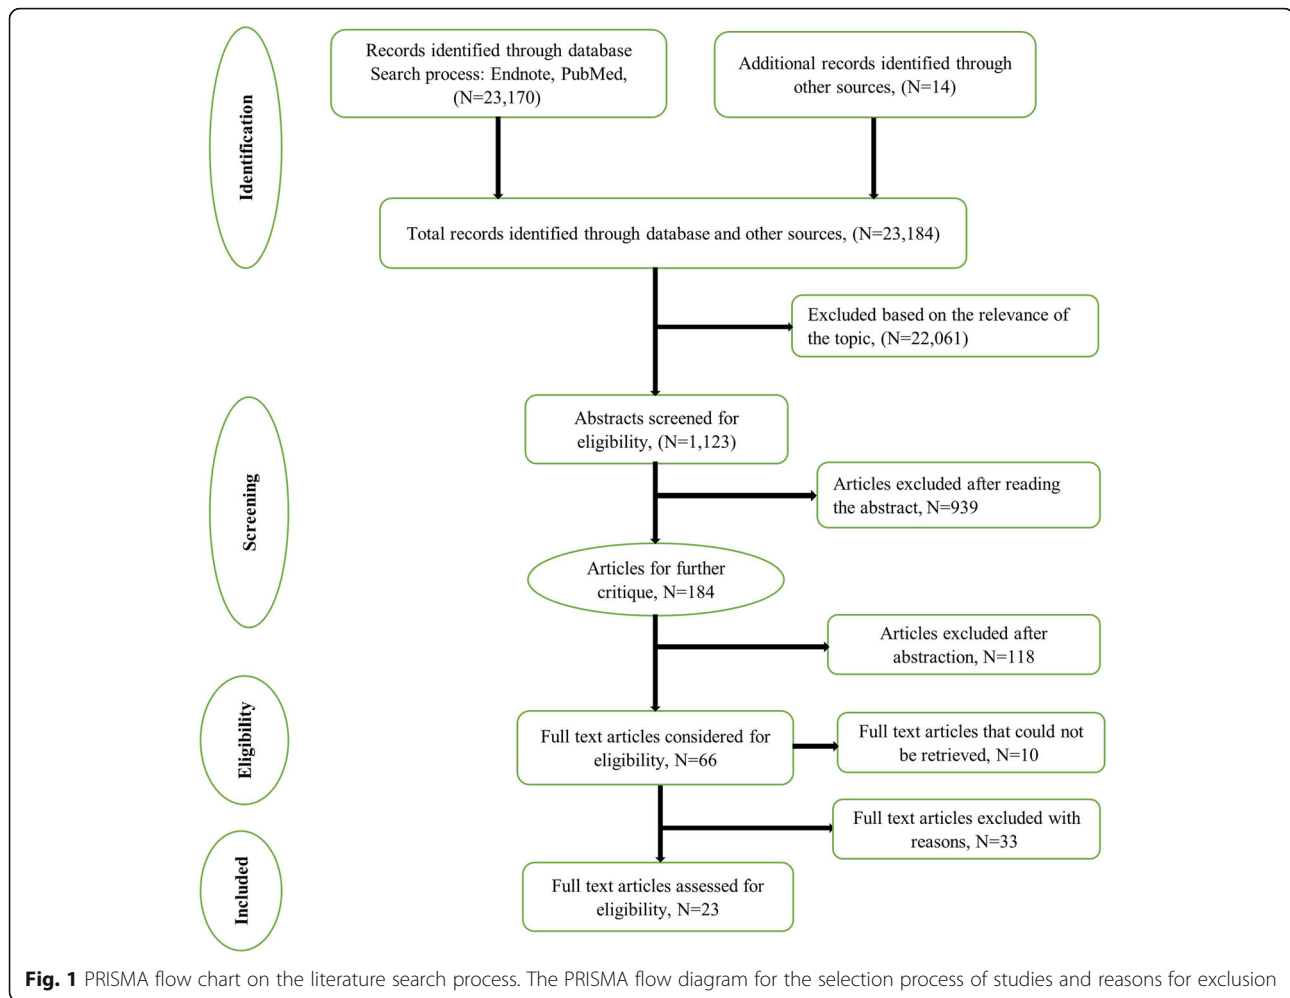 Identification
Records identified through database
Search process: Endnote, PubMed,
(N=23,170)
Additional records identified through
other sources, (N=14)
Total records identified through database and other sources, (N=23,184)
Excluded based on the relevance of
the topic, (N=22,061)
Screening
Abstracts screened for
eligibility, (N=1,123)
Articles excluded after reading
the abstract, N=939
Articles for further
critique, N=184
Articles excluded after
abstraction, N=118
Eligibility
Full text articles considered for
eligibility, N=66
Full text articles that could not
be retrieved, N=10
Full text articles excluded with
reasons, N=33
Included
Full text articles assessed for
eligibility, N=23
Fig. 1 PRISMA flow chart on the literature search process. The PRISMA flow diagram for the selection process of studies and reasons for exclusion